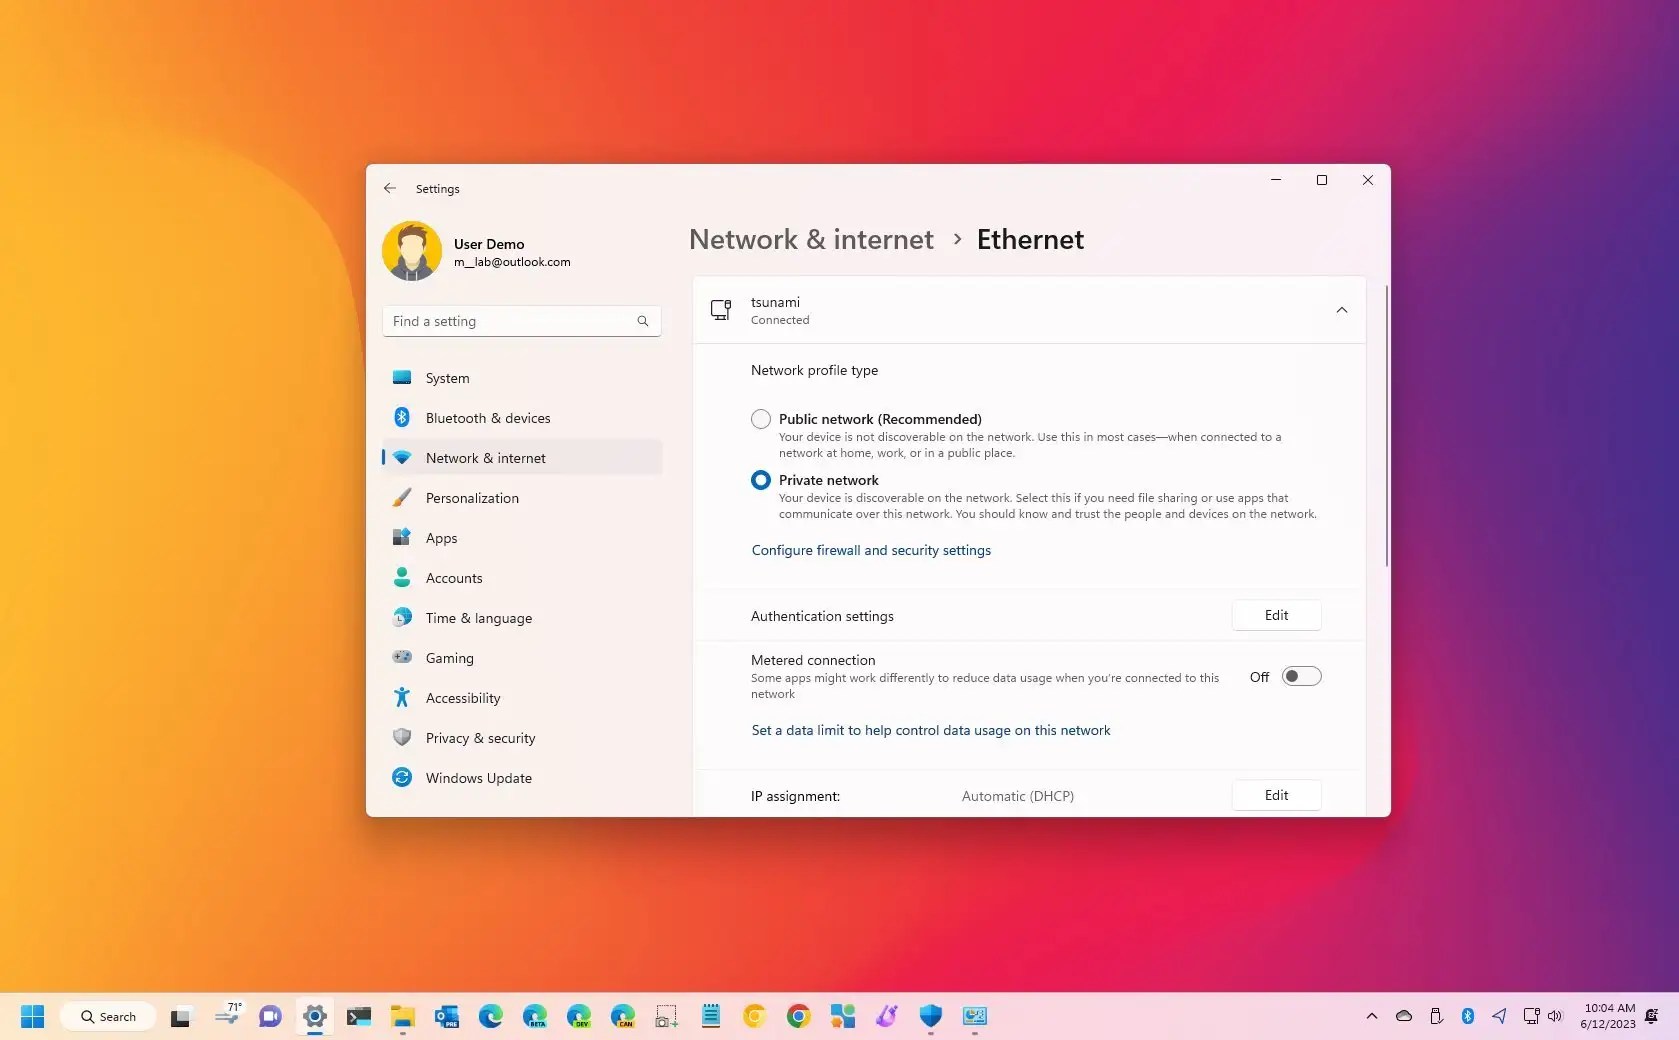 Settings
User Demo
m__lab@outlook.com
Find a setting
System
Bluetooth & devices
Network & internet
Personalization
Apps
Accounts
Time & language
Gaming
Accessibility
Privacy & security
Windows Update
Network & internet > Ethernet
tsunami
Connected
Network profile type
Public network (Recommended)
Your device is not discoverable on the network. Use this in most cases—when connected to a
network at home, work, or in a public place.
Private network
Your device is discoverable on the network. Select this if you need file sharing or use apps that
communicate over this network. You should know and trust the people and devices on the network.
Configure firewall and security settings
Authentication settings Edit
Metered connection
Some apps might work differently to reduce data usage when you're connected to this
network
Off
Set a data limit to help control data usage on this network
IP assignment: Automatic (DHCP) Edit
Search
71°
PRE
BETA
DEV
CAN
10:04 AM
6/12/2023